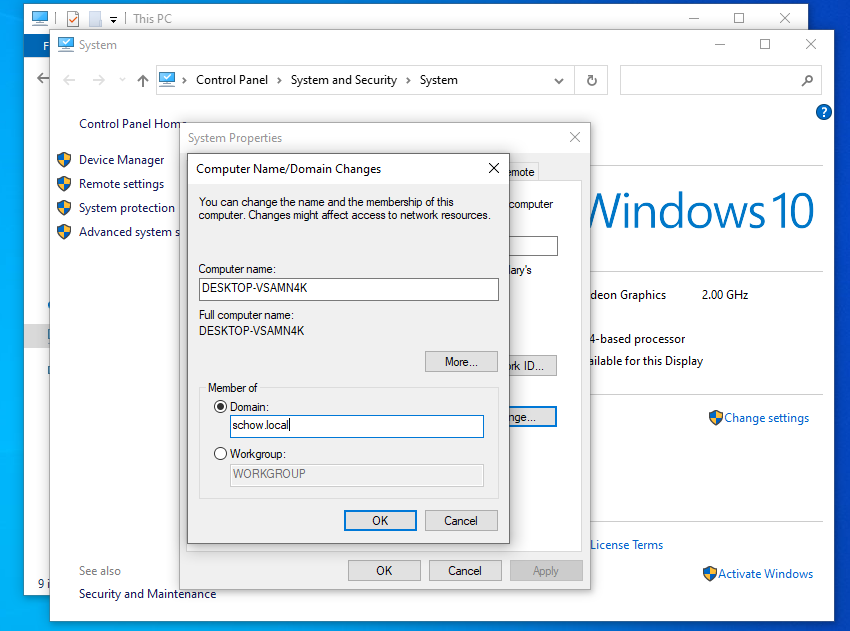 This PC
F
System
Control Panel
System and Security
System
?
Control Panel Home
Device Manager
Remote settings
System protection
Advanced system s
System Properties
emote
computer
ary's
rk ID...
nge...
OK
Cancel
Apply
Computer Name/Domain Changes
You can change the name and the membership of this
computer. Changes might affect access to network resources.
Computer name:
DESKTOP-VSAMN4K
Full computer name:
DESKTOP-VSAMN4K
More...
Member of
Domain:
schow.local
Workgroup:
WORKGROUP
OK
Cancel
Windows 10
deon Graphics
2.00 GHz
4-based processor
ailable for this Display
Change settings
License Terms
Activate Windows
See also
Security and Maintenance
9 i